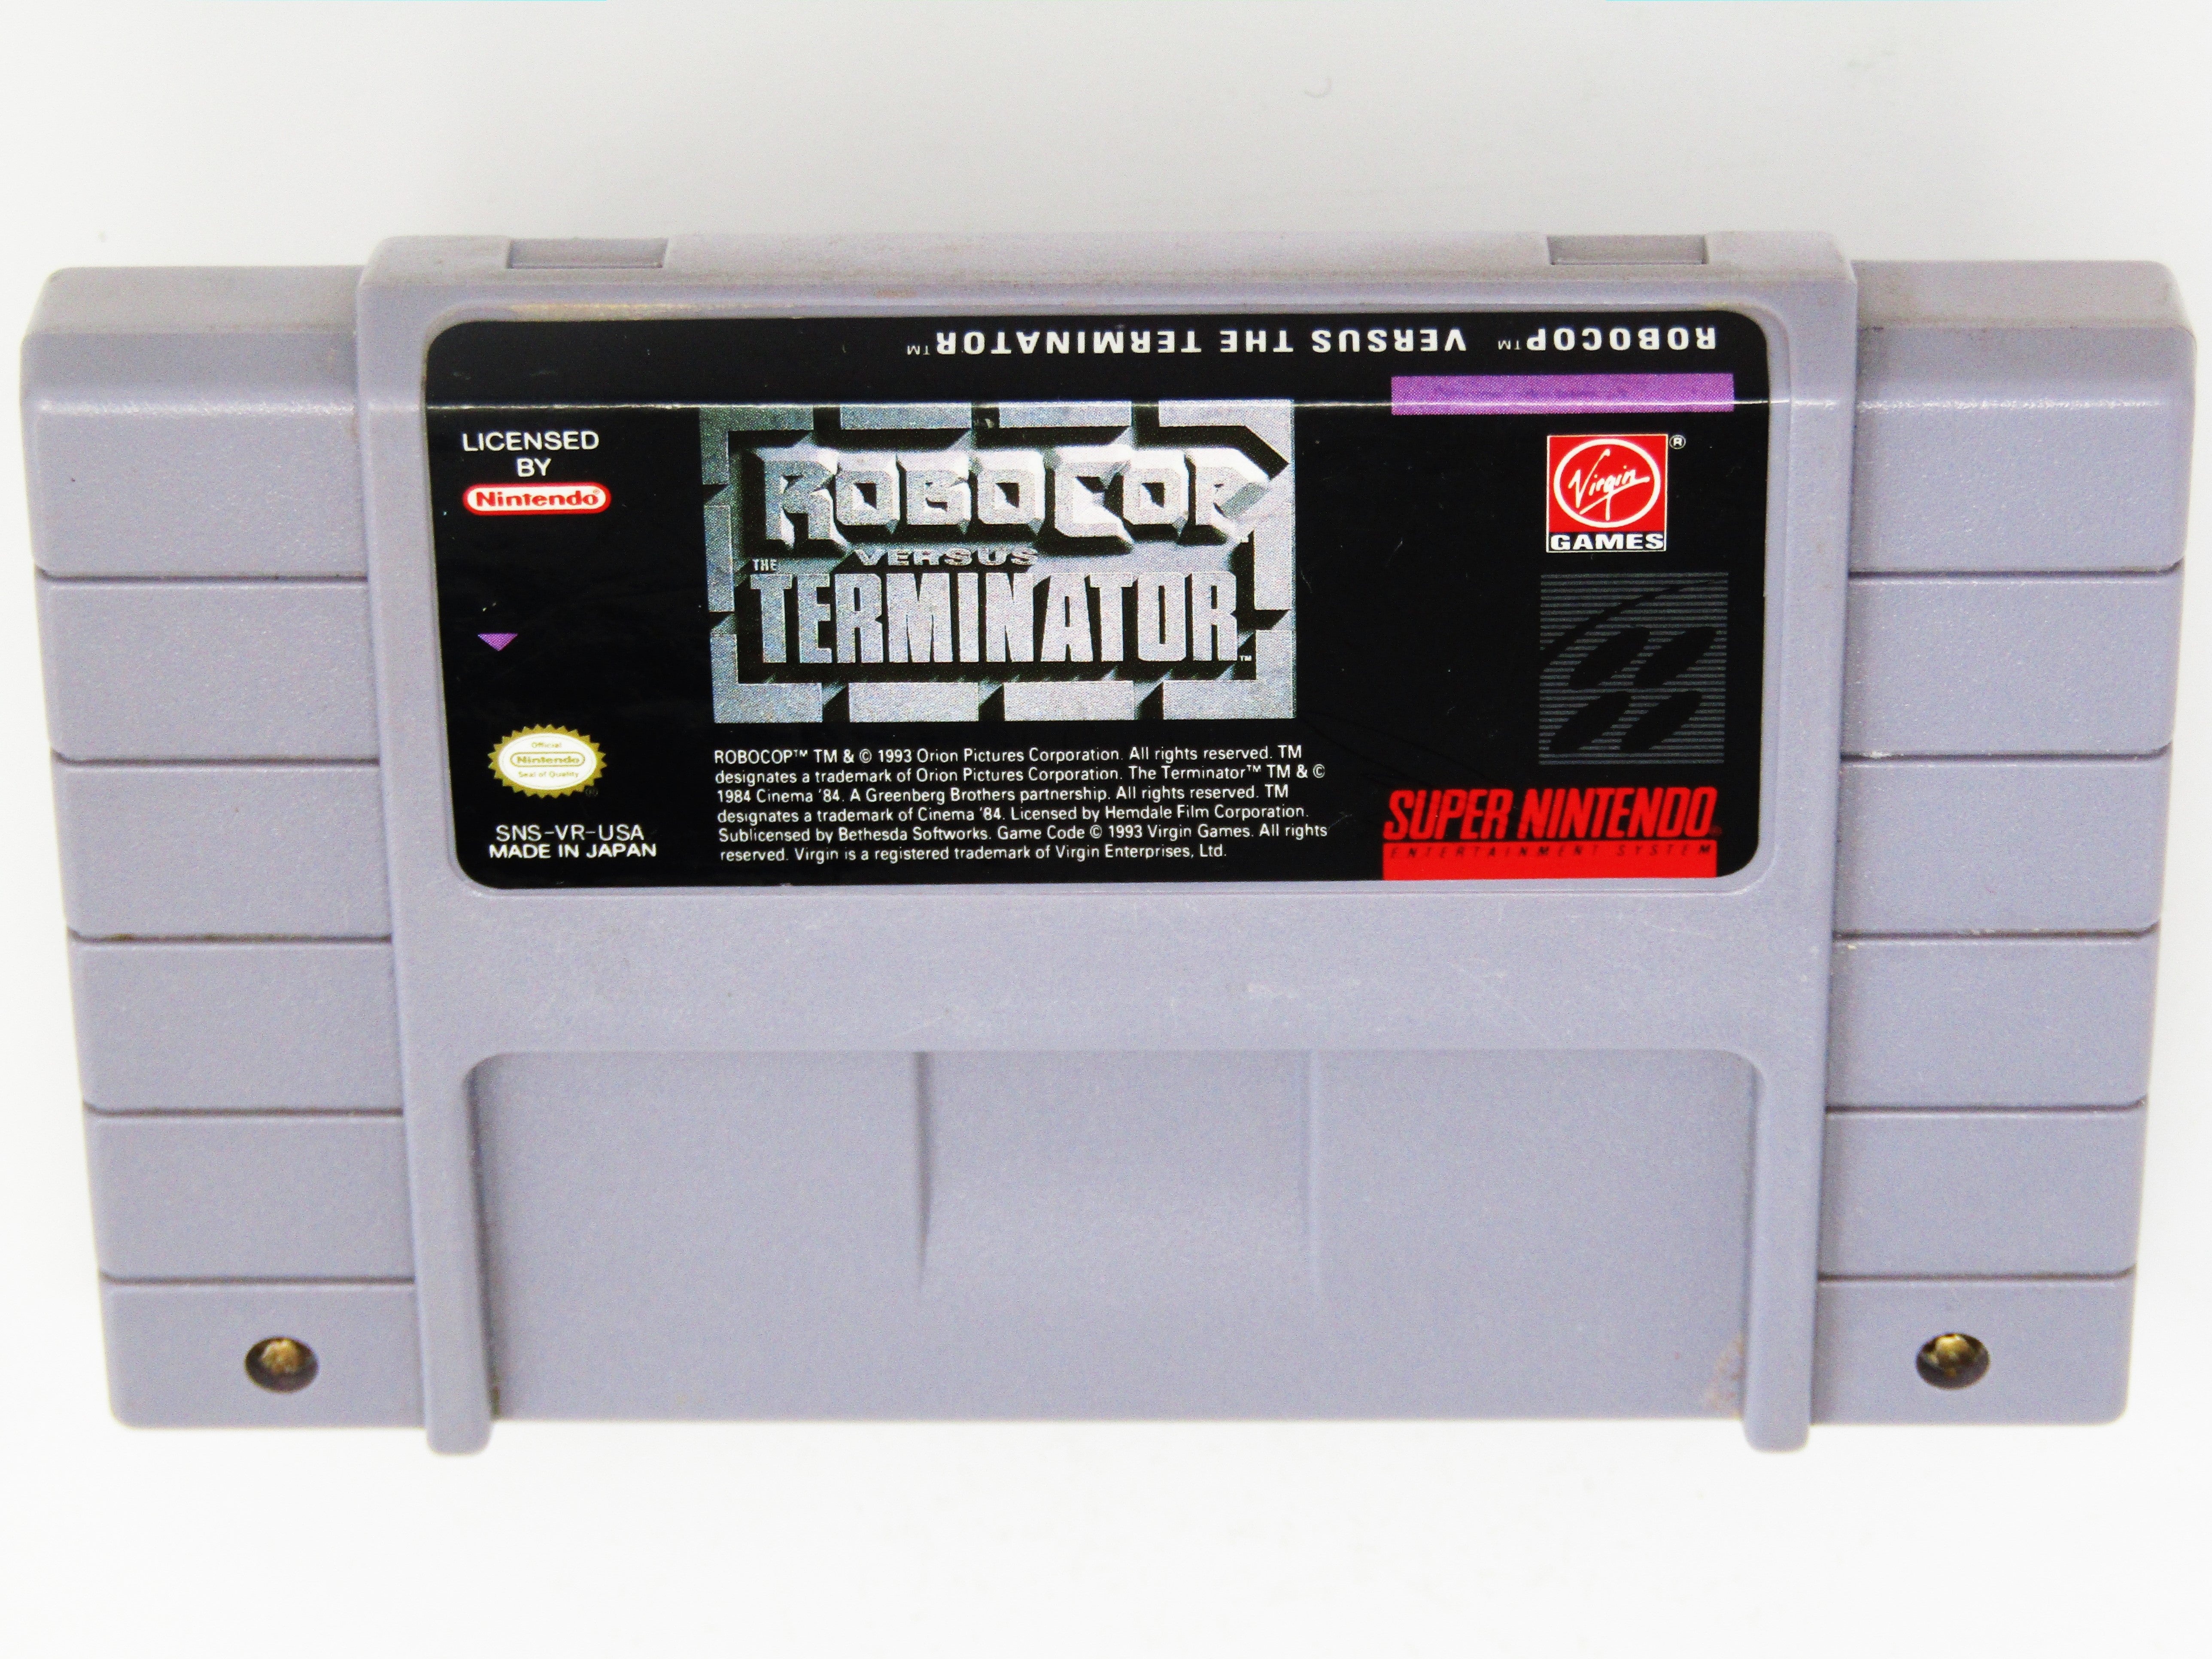 ROBOCOP™ VERSUS THE TERMINATOR™
LICENSED
BY
Nintendo®
ROBOCOP
VERSUS
THE
TERMINATOR™
Virgin®
GAMES
Official
Nintendo
Seal of Quality®
SNS-VR-USA
MADE IN JAPAN
ROBOCOP™ TM & © 1993 Orion Pictures Corporation. All rights reserved. TM
designates a trademark of Orion Pictures Corporation. The Terminator™ TM & ©
1984 Cinema '84. A Greenberg Brothers partnership. All rights reserved. TM
designates a trademark of Cinema '84. Licensed by Hemdale Film Corporation.
Sublicensed by Bethesda Softworks. Game Code © 1993 Virgin Games. All rights
reserved. Virgin is a registered trademark of Virgin Enterprises, Ltd.
SUPER NINTENDO®
ENTERTAINMENT SYSTEM